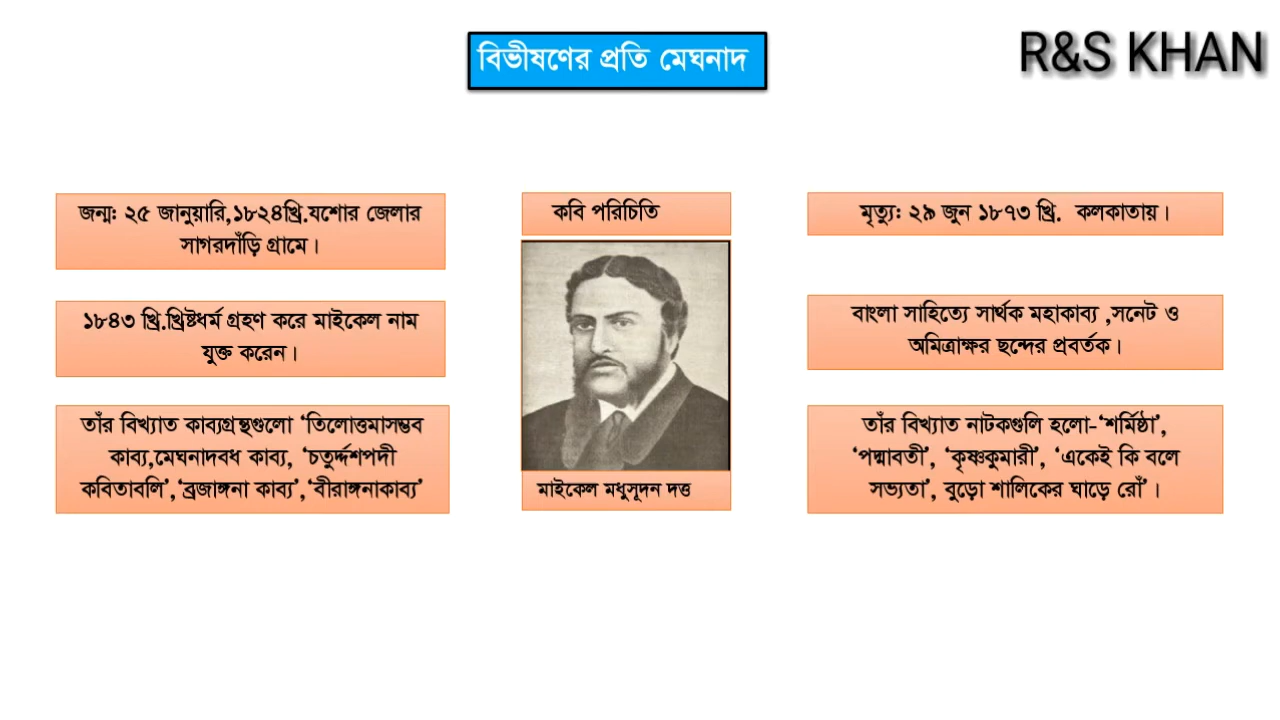 বিভীষণের প্রতি মেঘনাদ
R&S KHAN
জন্ম: ২৫ জানুয়ারি,১৮২৪খ্রি.যশোর জেলার
সাগরদাঁড়ি গ্রামে।
১৮৪৩ খ্রি.খ্রিষ্টধর্ম গ্রহণ করে মাইকেল নাম
যুক্ত করেন।
তাঁর বিখ্যাত কাব্যগ্রন্থগুলো ‘তিলোত্তমাসম্ভব
কাব্য,মেঘনাদবধ কাব্য, ‘চতুর্দ্দশপদী
কবিতাবলি’,‘ব্রজাঙ্গনা কাব্য’,‘বীরাঙ্গনাকাব্য’
কবি পরিচিতি
মাইকেল মধুসূদন দত্ত
মৃত্যু: ২৯ জুন ১৮৭৩ খ্রি. কলকাতায়।
বাংলা সাহিত্যে সার্থক মহাকাব্য ,সনেট ও
অমিত্রাক্ষর ছন্দের প্রবর্তক।
তাঁর বিখ্যাত নাটকগুলি হলো-‘শর্মিষ্ঠা’,
‘পদ্মাবতী’, ‘কৃষ্ণকুমারী’, ‘একেই কি বলে
সভ্যতা’, বুড়ো শালিকের ঘাড়ে রোঁ’।